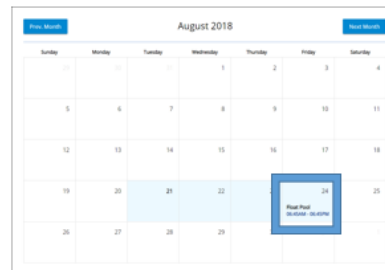 Prev. Month August 2018 Next Month
Sunday Monday Tuesday Wednesday Thursday Friday Saturday
29 30 31 1 2 3 4
5 6 7 8 9 10 11
12 13 14 15 16 17 18
19 20 21 22 24 25
Float Pool
06:45AM - 06:45PM
26 27 28 29